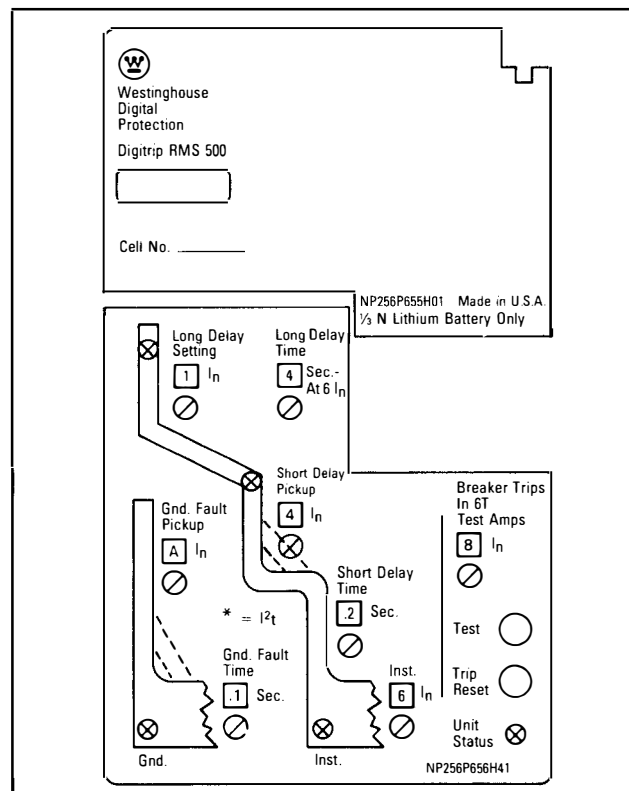 W
Westinghouse
Digital
Protection
Digitrip RMS 500
Cell No.
NP256P655H01 Made in U.S.A.
⅓ N Lithium Battery Only
Long Delay
Setting
1 In
Long Delay
Time
4 Sec.-
At 6 In
Short Delay
Pickup
4 In
Breaker Trips
In 6T
Test Amps
8 In
Gnd. Fault
Pickup
A In
Short Delay
Time
.2 Sec.
* = I²t
Gnd. Fault
Time
.1 Sec.
Inst.
6 In
Test
Trip
Reset
Unit
Status
Gnd.
Inst.
NP256P656H41